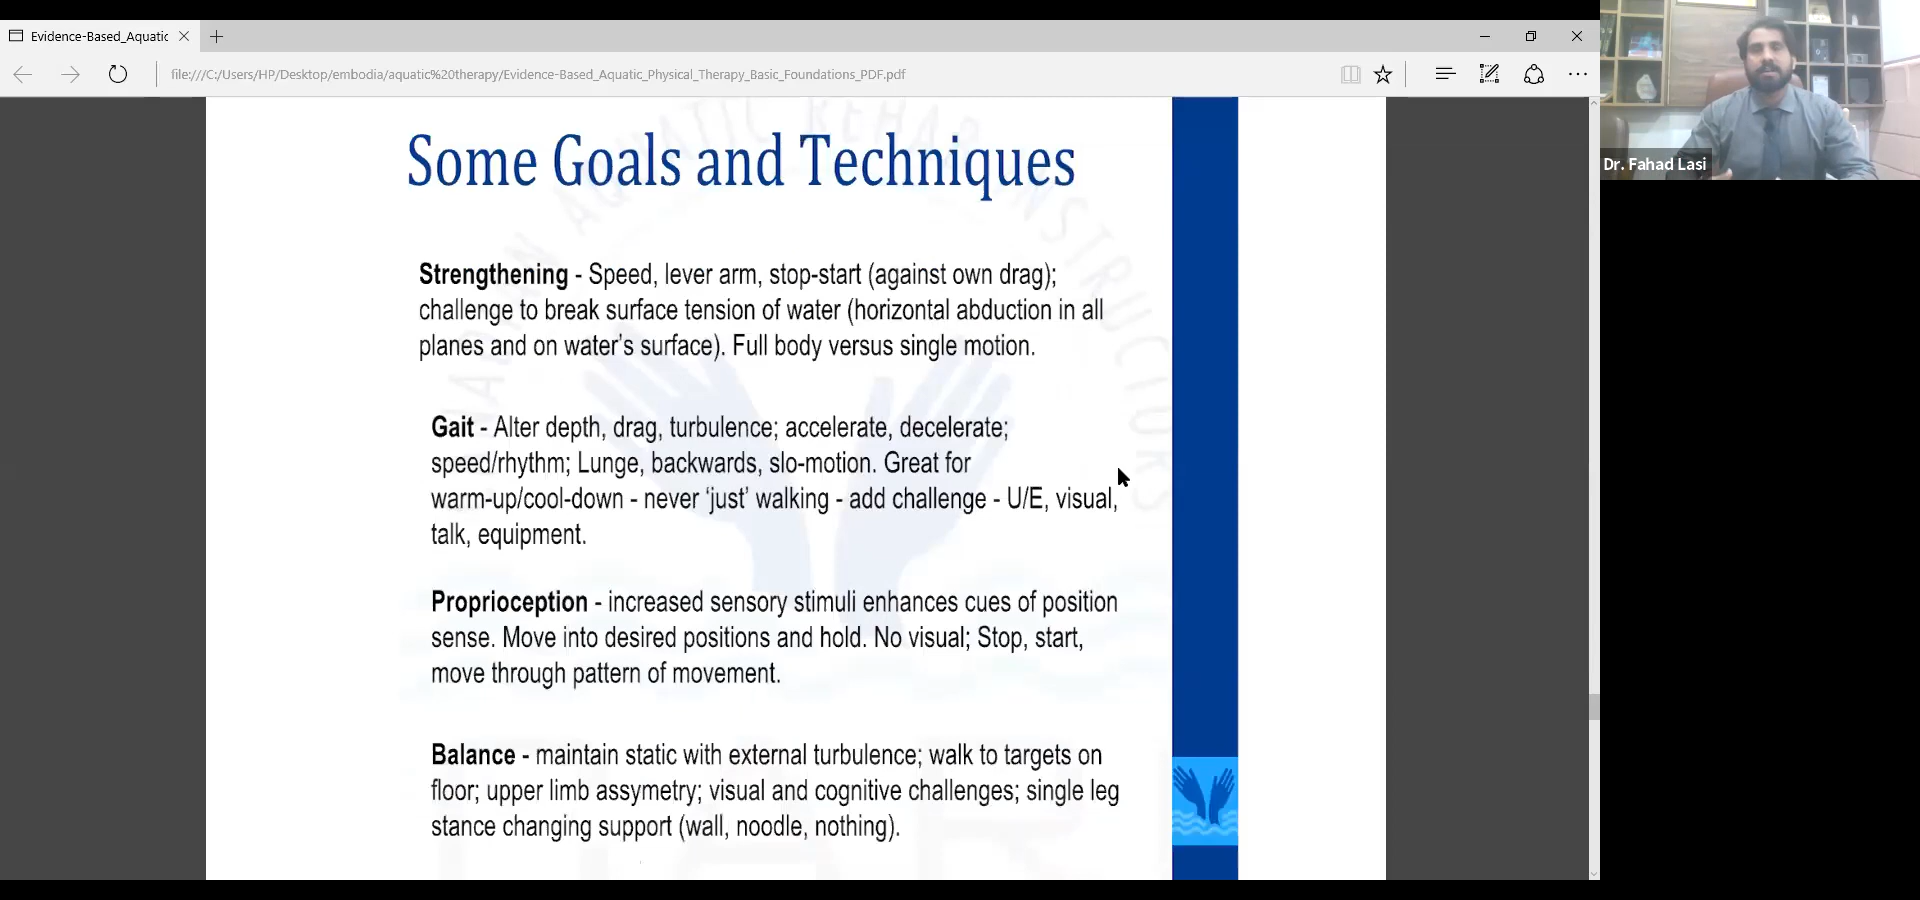 Evidence-Based_Aquatic
file:///C:/Users/HP/Desktop/embodia/aquatic%20therapy/Evidence-Based_Aquatic_Physical_Therapy_Basic_Foundations_PDF.pdf
Dr. Fahad Lasi
AQUATIC REHAB INSTRUCTORS
Some Goals and Techniques
Strengthening - Speed, lever arm, stop-start (against own drag);
challenge to break surface tension of water (horizontal abduction in all
planes and on water's surface). Full body versus single motion.
Gait - Alter depth, drag, turbulence; accelerate, decelerate;
speed/rhythm; Lunge, backwards, slo-motion. Great for
warm-up/cool-down - never ‘just’ walking - add challenge - U/E, visual,
talk, equipment.
Proprioception - increased sensory stimuli enhances cues of position
sense. Move into desired positions and hold. No visual; Stop, start,
move through pattern of movement.
Balance - maintain static with external turbulence; walk to targets on
floor; upper limb assymetry; visual and cognitive challenges; single leg
stance changing support (wall, noodle, nothing).